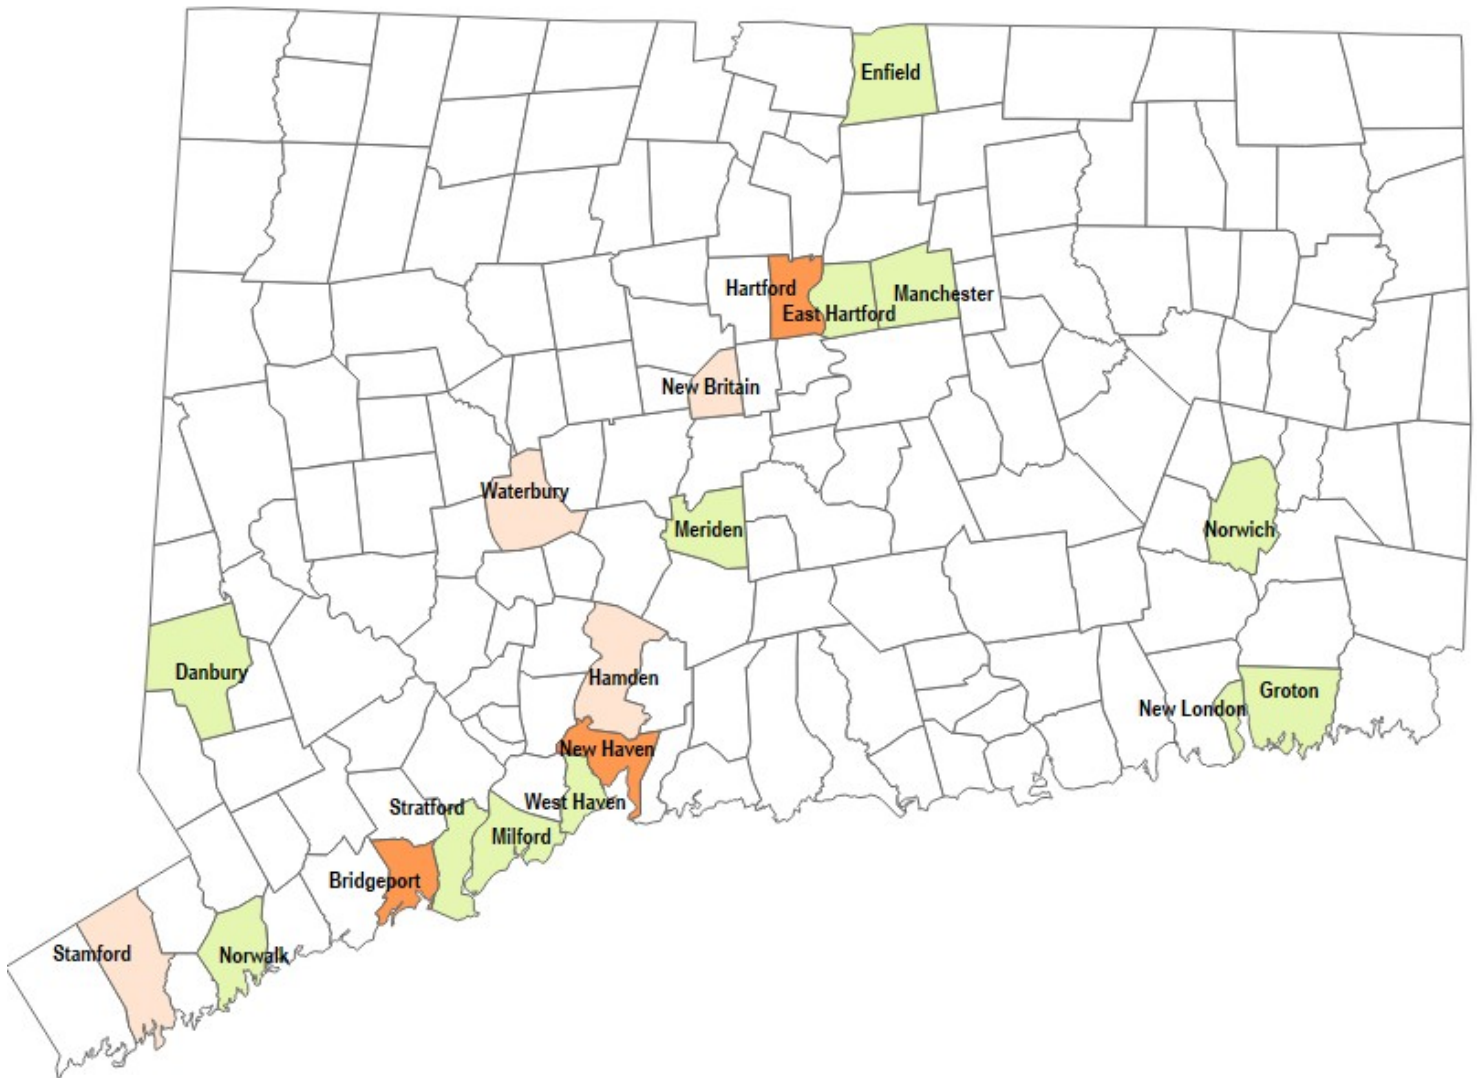 Enfield
Hartford
Manchester
East Hartford
New Britain
Waterbury
Meriden
Norwich
Danbury
Hamden
Groton
New London
New Haven
West Haven
Stratford
Milford
Bridgeport
Stamford
Norwalk